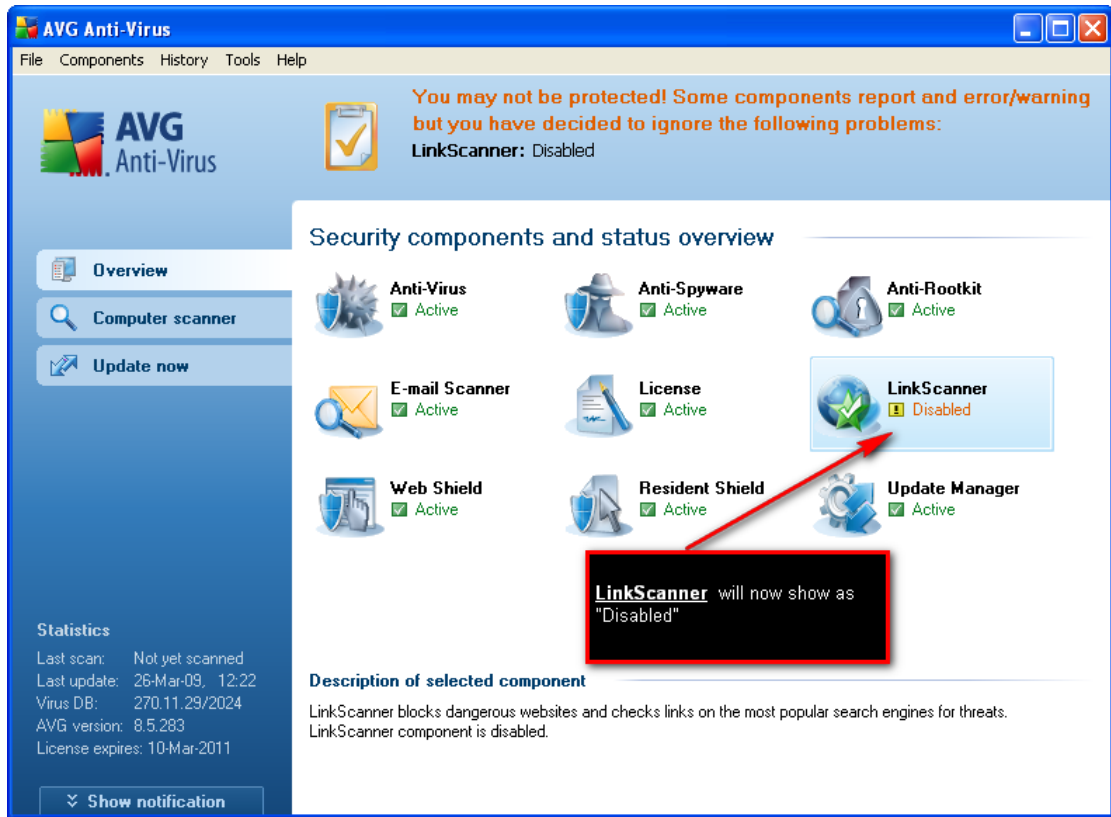 AVG Anti-Virus
File Components History Tools Help
AVG
Anti-Virus
You may not be protected! Some components report and error/warning
but you have decided to ignore the following problems:
LinkScanner: Disabled
Overview
Computer scanner
Update now
Security components and status overview
Anti-Virus
Active
Anti-Spyware
Active
Anti-Rootkit
Active
E-mail Scanner
Active
License
Active
LinkScanner
Disabled
Web Shield
Active
Resident Shield
Active
Update Manager
Active
LinkScanner will now show as
"Disabled"
Statistics
Last scan: Not yet scanned
Last update: 26-Mar-09, 12:22
Virus DB: 270.11.29/2024
AVG version: 8.5.283
License expires: 10-Mar-2011
Show notification
Description of selected component
LinkScanner blocks dangerous websites and checks links on the most popular search engines for threats.
LinkScanner component is disabled.